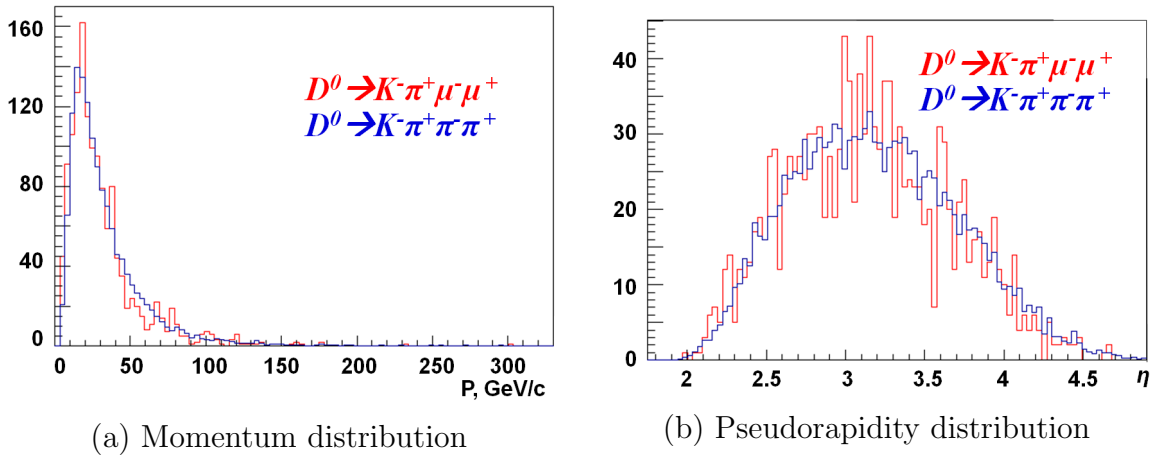 160
120
80
40
0
D⁰ →K⁻π⁺μ⁻μ⁺
D⁰ →K⁻π⁺π⁻π⁺
0 50 100 150 200 250 300
P, GeV/c
(a) Momentum distribution
40
30
20
10
0
D⁰ →K⁻π⁺μ⁻μ⁺
D⁰ →K⁻π⁺π⁻π⁺
2 2.5 3 3.5 4 4.5 η
(b) Pseudorapidity distribution